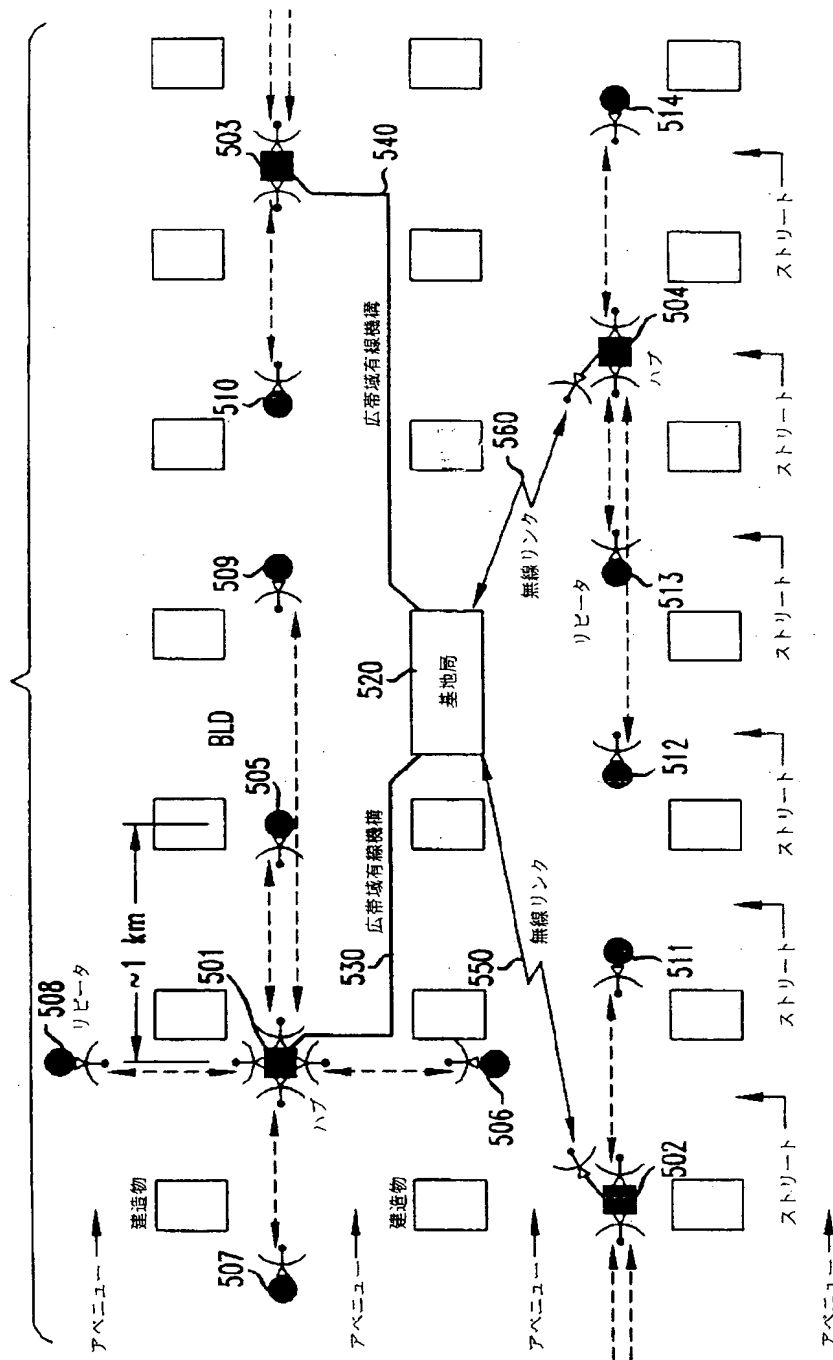 508
リピータ
~1 km
501
505
BLD
509
510
503
507
ハブ
506
530
広帯域有線機構
520
基地局
広帯域有線機構
540
建造物
建造物
550
無線リンク
560
無線リンク
502
511
512
513
リピータ
504
ハブ
514
アベニュー
アベニュー
アベニュー
アベニュー
ストリート
ストリート
ストリート
ストリート
ストリート
ストリート